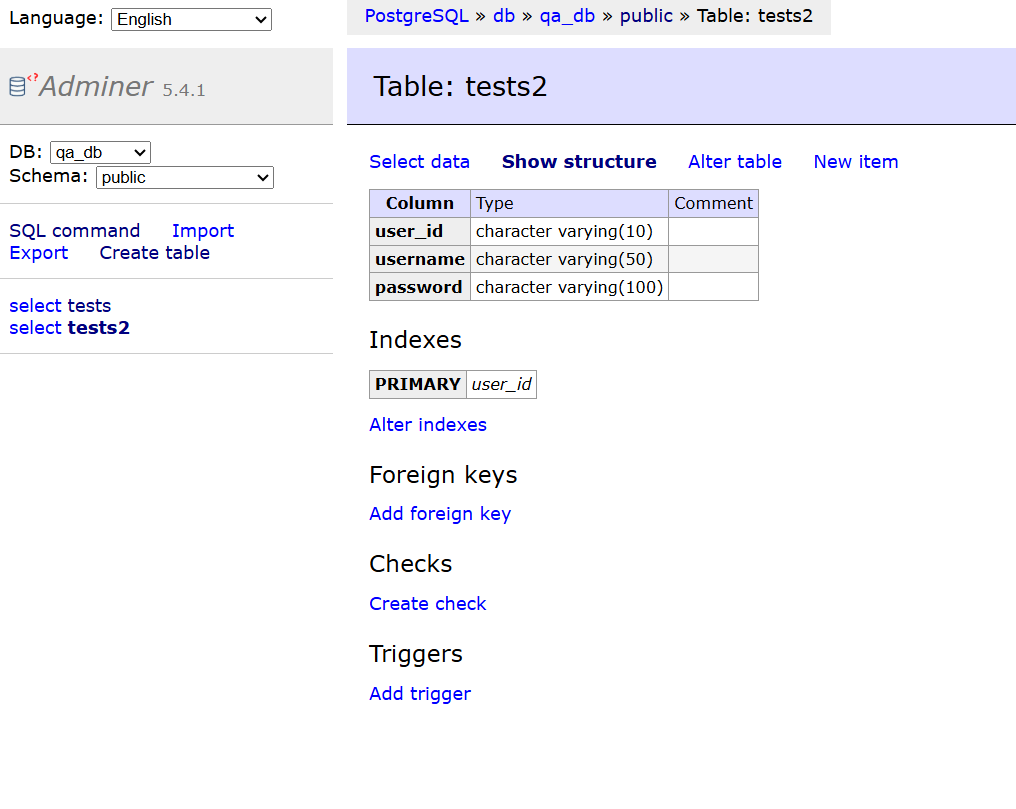 Language: English
PostgreSQL » db » qa_db » public » Table: tests2
Adminer 5.4.1
Table: tests2
DB: qa_db
Schema: public
SQL command Import
Export Create table
select tests
select tests2
Select data Show structure Alter table New item
Column Type Comment
user_id character varying(10)
username character varying(50)
password character varying(100)
Indexes
PRIMARY user_id
Alter indexes
Foreign keys
Add foreign key
Checks
Create check
Triggers
Add trigger